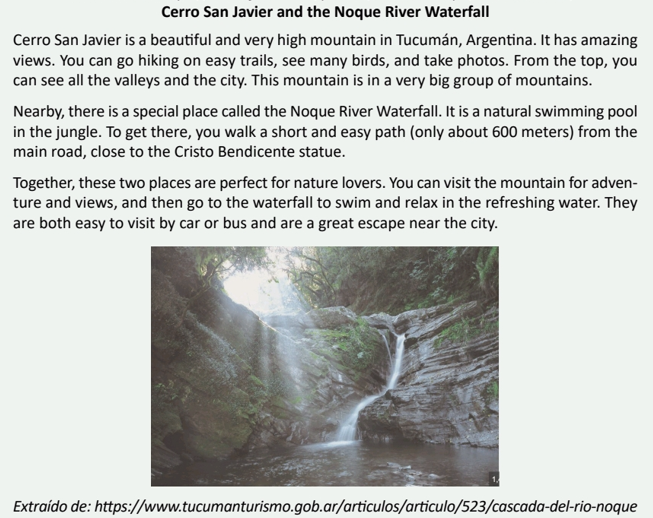 Cerro San Javier and the Noque River Waterfall
Cerro San Javier is a beautiful and very high mountain in Tucumán, Argentina. It has amazing
views. You can go hiking on easy trails, see many birds, and take photos. From the top, you
can see all the valleys and the city. This mountain is in a very big group of mountains.
Nearby, there is a special place called the Noque River Waterfall. It is a natural swimming pool
in the jungle. To get there, you walk a short and easy path (only about 600 meters) from the
main road, close to the Cristo Bendicente statue.
Together, these two places are perfect for nature lovers. You can visit the mountain for adven-
ture and views, and then go to the waterfall to swim and relax in the refreshing water. They
are both easy to visit by car or bus and are a great escape near the city.
Extraído de: https://www.tucumanturismo.gob.ar/articulos/articulo/523/cascada-del-rio-noque